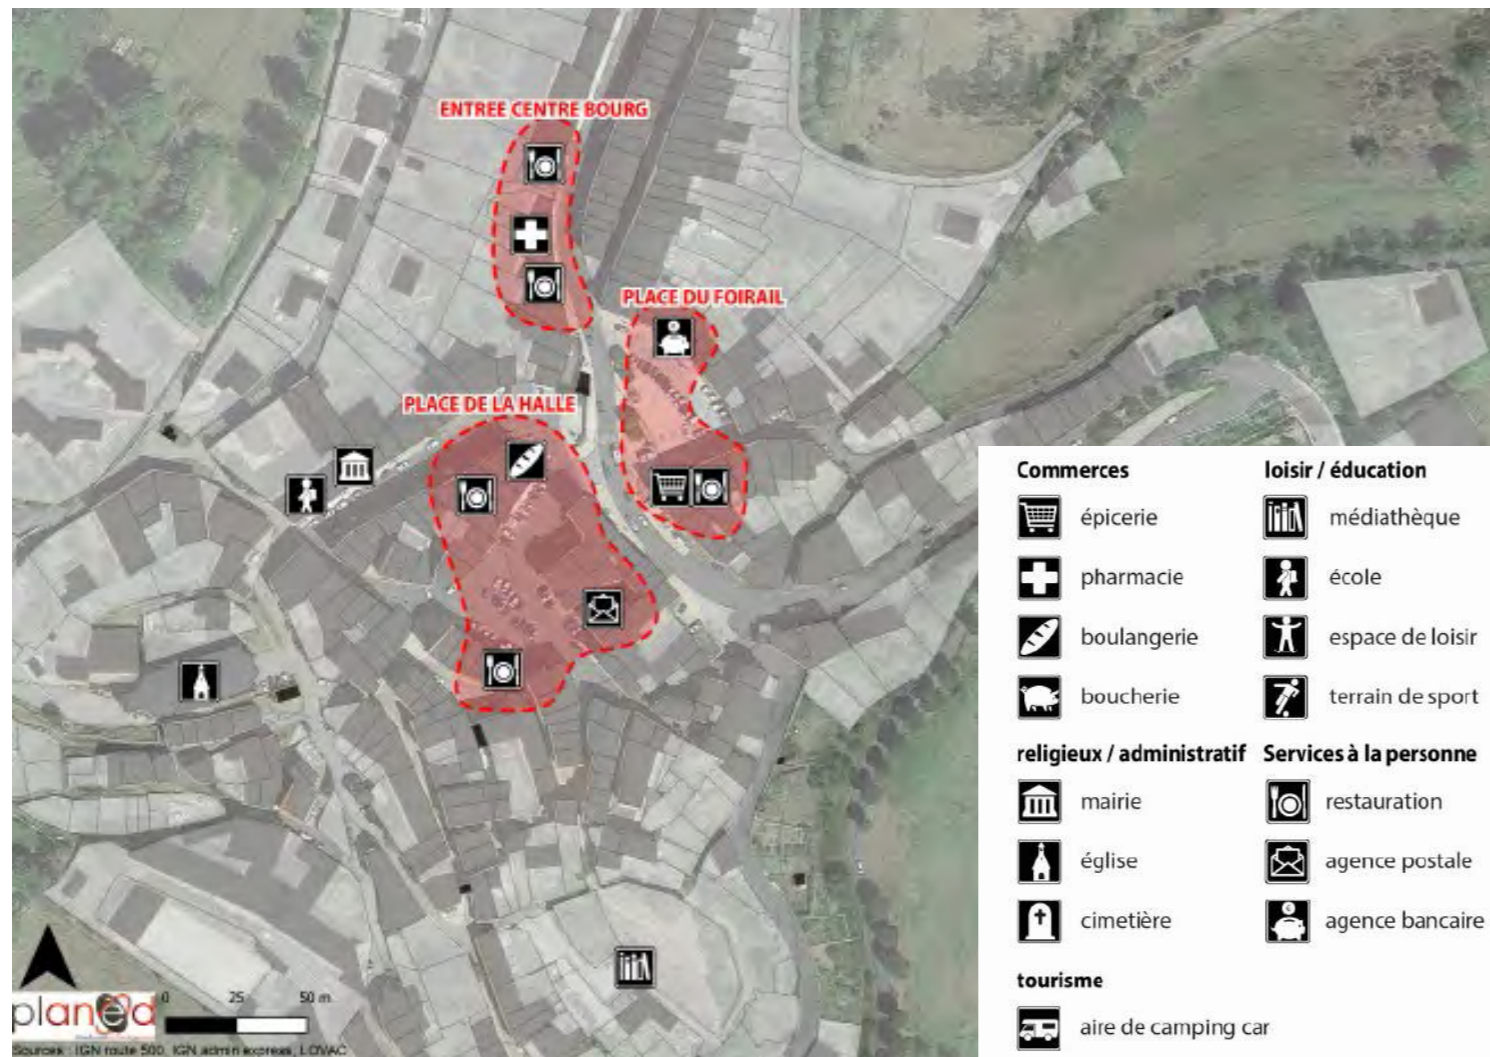 ENTREE CENTRE BOURG
PLACE DU FOIRAIL
PLACE DE LA HALLE
Commerces
épicerie
pharmacie
boulangerie
boucherie
religieux / administratif
mairie
église
cimetière
tourisme
aire de camping car
loisir / éducation
médiathèque
école
espace de loisir
terrain de sport
Services à la personne
restauration
agence postale
agence bancaire
planed
0 25 50 m
Sources : IGN route 500, IGN admin express, LOVAC